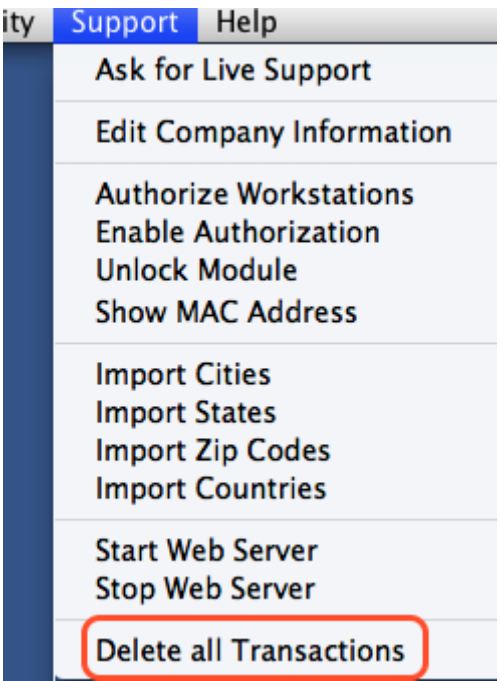 ity Support Help
Ask for Live Support
Edit Company Information
Authorize Workstations
Enable Authorization
Unlock Module
Show MAC Address
Import Cities
Import States
Import Zip Codes
Import Countries
Start Web Server
Stop Web Server
Delete all Transactions